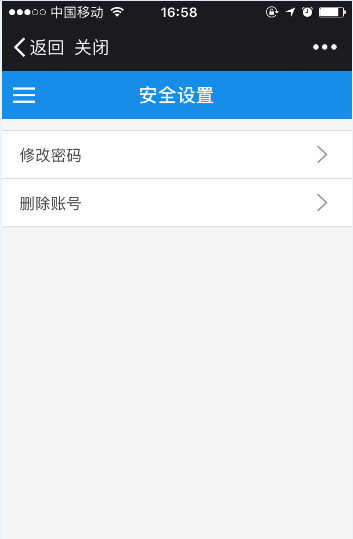 中国移动 16:58
返回 关闭
安全设置
修改密码
删除账号